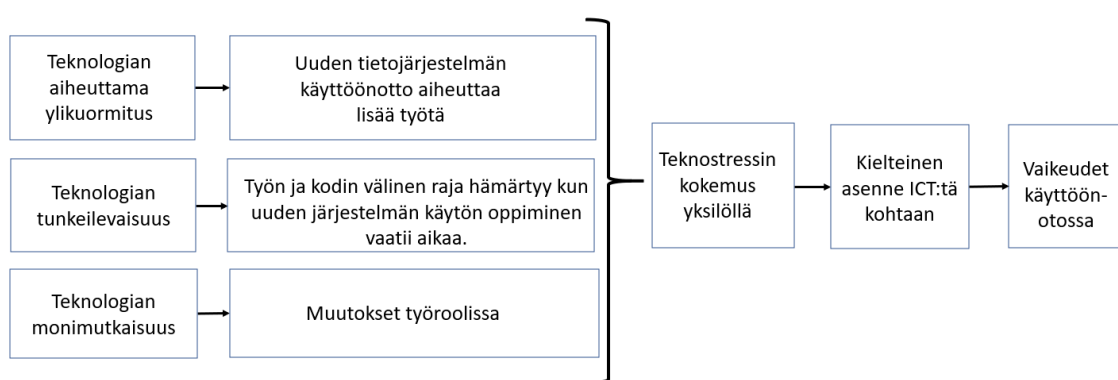 Teknologian
aiheuttama
ylikuormitus
Uuden tietojärjestelmän
käyttöönotto aiheuttaa
lisää työtä
Teknologian
tunkeilevaisuus
Työn ja kodin välinen raja hämärtyy kun
uuden järjestelmän käytön oppiminen
vaatii aikaa.
Teknologian
monimutkaisuus
Muutokset työroolissa
Teknostressin
kokemus
yksilöllä
Kielteinen
asenne ICT:tä
kohtaan
Vaikeudet
käyttöön-
otossa